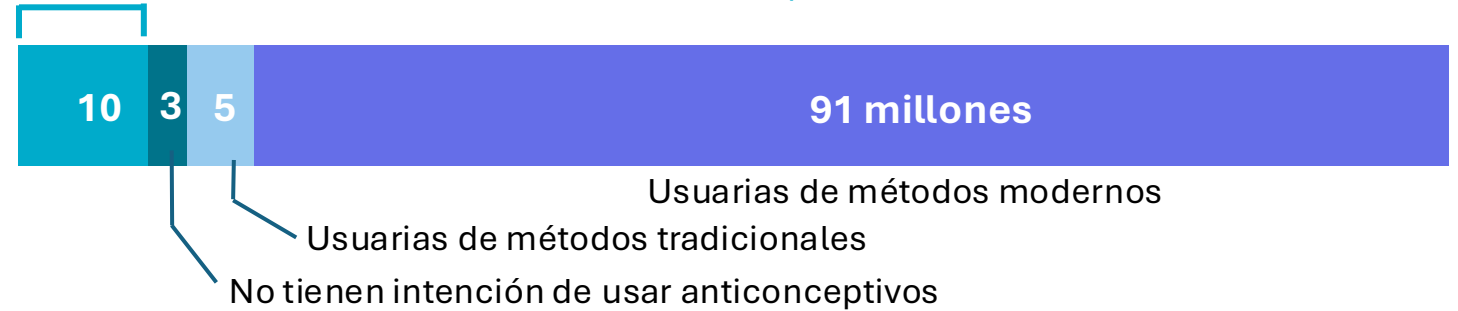 10 3 5 91 millones
Usuarias de métodos modernos
Usuarias de métodos tradicionales
No tienen intención de usar anticonceptivos